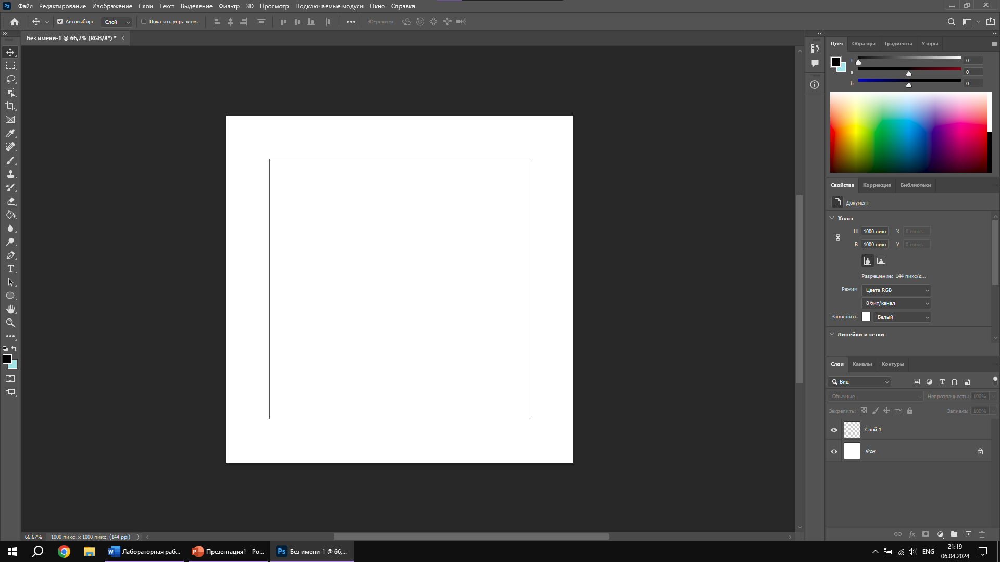 Ps Файл Редактирование Изображение Слои Текст Выделение Фильтр 3D Просмотр Подключаемые модули Окно Справка
Автовыбор: Слой Показать упр. элем. 3D-режим:
Без имени-1 @ 66,7% (RGB/8*) * ×
Цвет Образцы Градиенты Узоры
L 0
a 0
b 0
Свойства Коррекция Библиотеки
Документ
Холст
Ш 1000 пикс X 0 пикс.
В 1000 пикс Y 0 пикс.
Разрешение: 144 пикс/д...
Режим Цвета RGB
8 бит/канал
Заполнить Белый
Линейки и сетки
Слои Каналы Контуры
Вид
Обычные Непрозрачность: 100%
Закрепить: Заливка: 100%
Слой 1
Фон
fx
66,67% 1000 пикс. x 1000 пикс. (144 ppi)
Лабораторная раб... Презентация1 - Po... Ps Без имени-1 @ 66,... ENG
21:19
06.04.2024